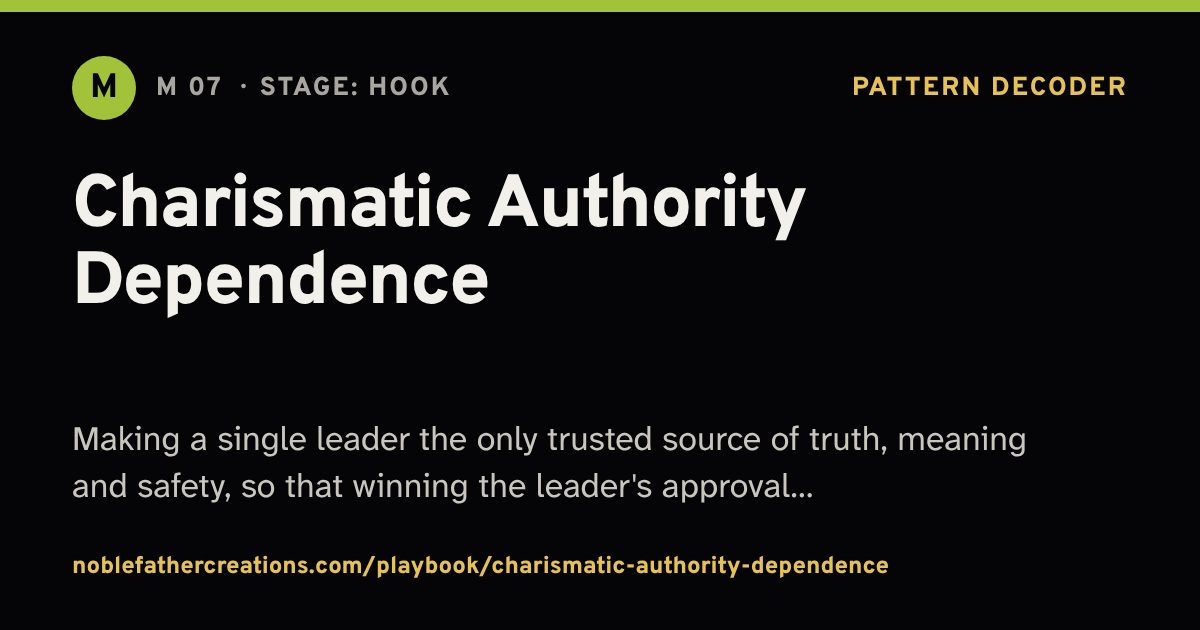 M
M 07 · STAGE: HOOK
PATTERN DECODER
Charismatic Authority
Dependence
Making a single leader the only trusted source of truth, meaning
and safety, so that winning the leader's approval...
noblefathercreations.com/playbook/charismatic-authority-dependence